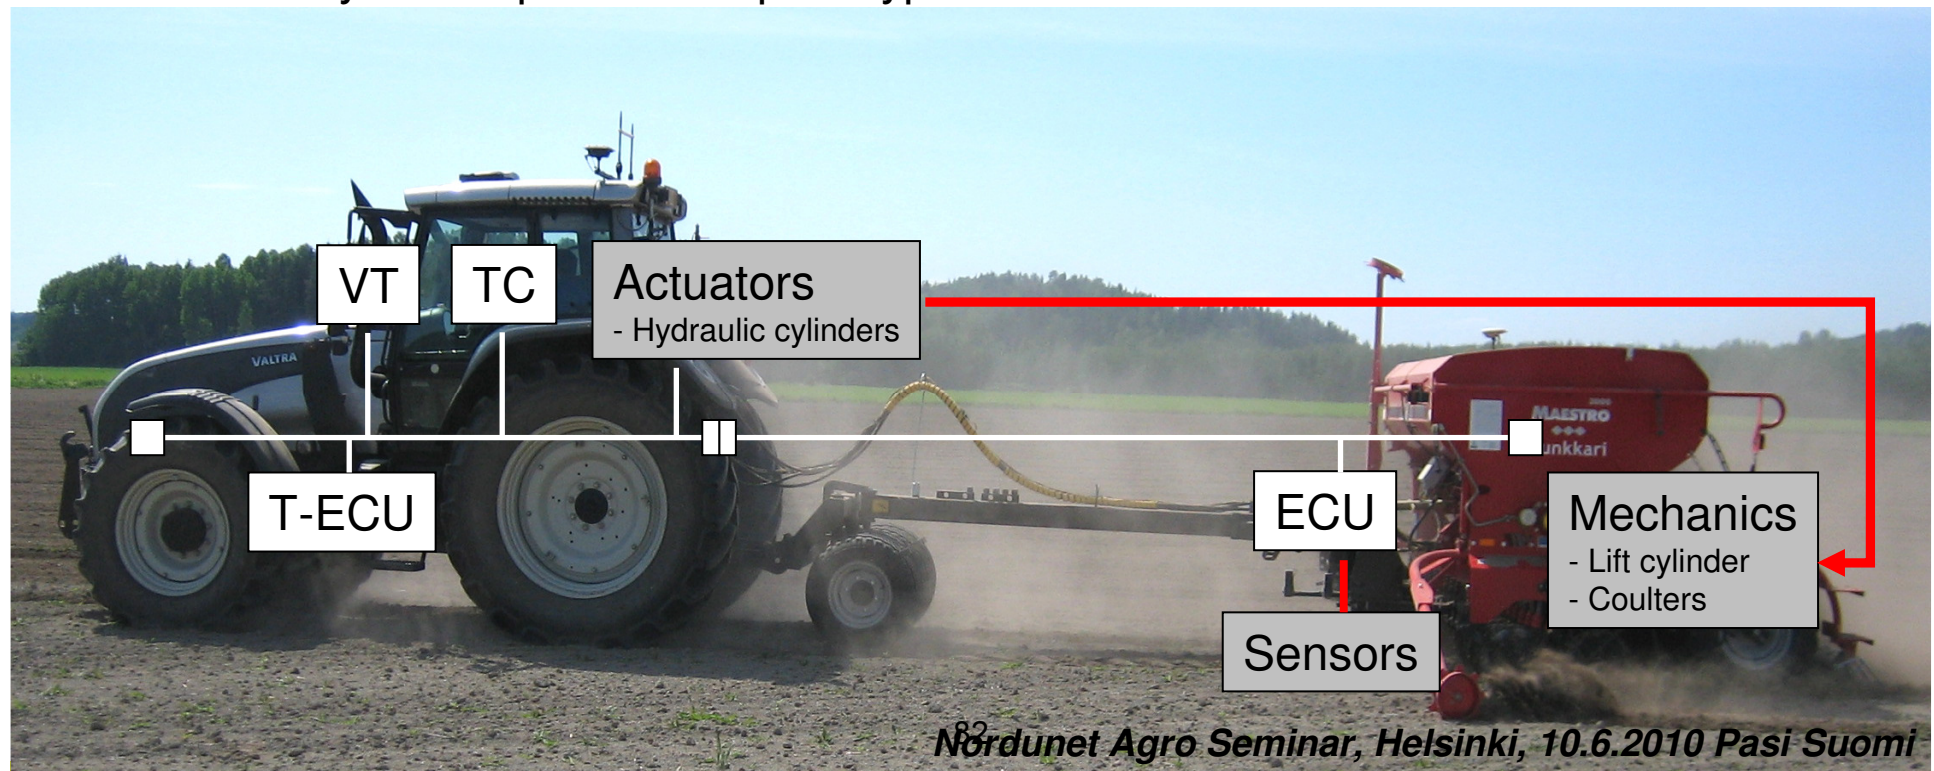 VT
TC
Actuators
- Hydraulic cylinders
VALTRA
2000
MAESTRO
unkkari
T-ECU
ECU
Mechanics
- Lift cylinder
- Coulters
Sensors
82
Nordunet Agro Seminar, Helsinki, 10.6.2010 Pasi Suomi